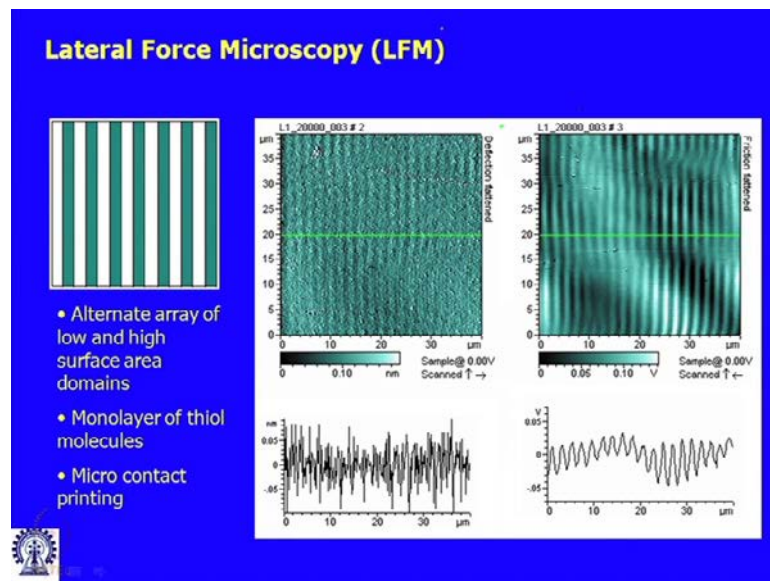 Lateral Force Microscopy (LFM)
• Alternate array of
low and high
surface area
domains
• Monolayer of thiol
molecules
• Micro contact
printing
L1_20000_003 # 2
µm
30
25
20
15
10
5
0
Deflection flattened
0 10 20 30 µm
0 0.10 nm
Sample@ 0.00V
Scanned ↑ →
nm
0.05
0
-.05
0 10 20 30 µm
L1_20000_003 # 3
µm
35
30
25
20
15
10
5
0
Friction flattened
0 10 20 30 µm
0 0.05 0.10 V
Sample@ 0.00V
Scanned ↑ ←
V
0.05
0
-.05
0 10 20 30 µm